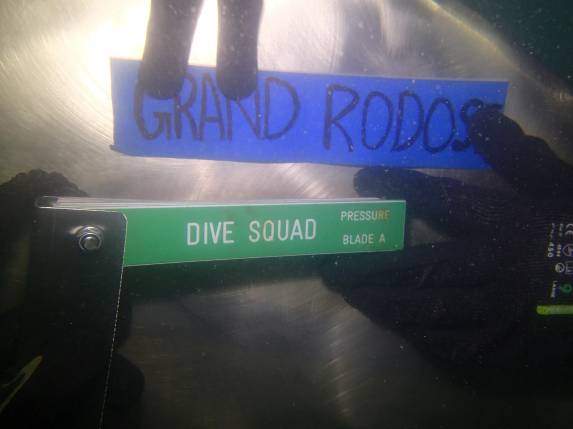 GRAND RODOS
DIVE SQUAD
PRESSURE
BLADE A